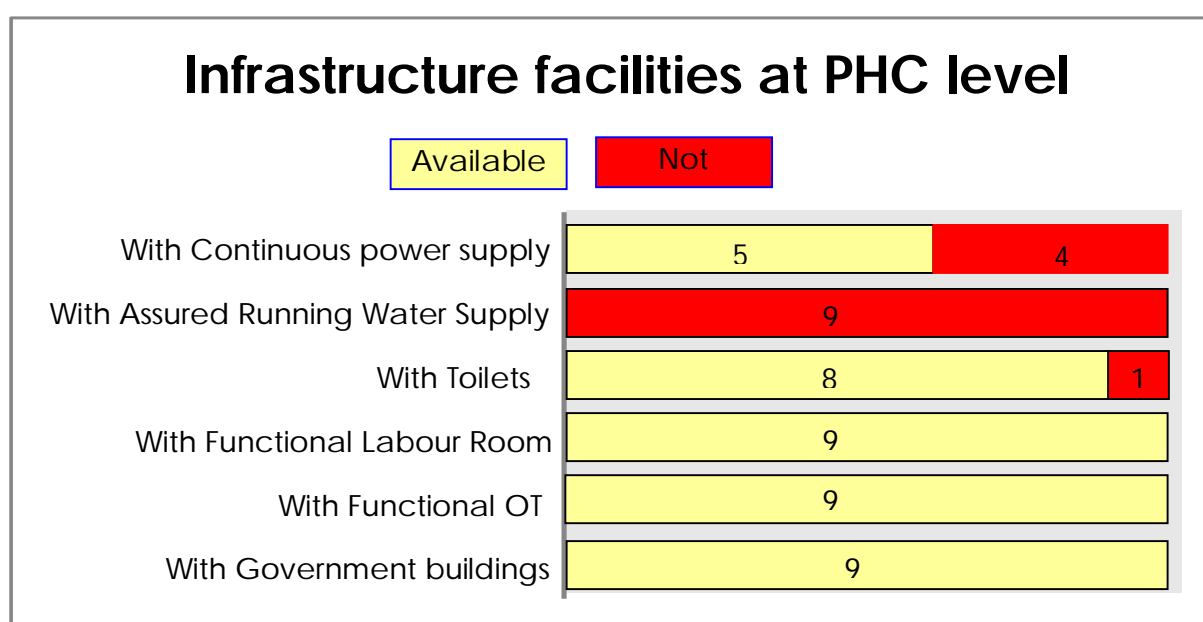 Infrastructure facilities at PHC level
Available Not
With Continuous power supply 5 4
With Assured Running Water Supply 9
With Toilets 8 1
With Functional Labour Room 9
With Functional OT 9
With Government buildings 9